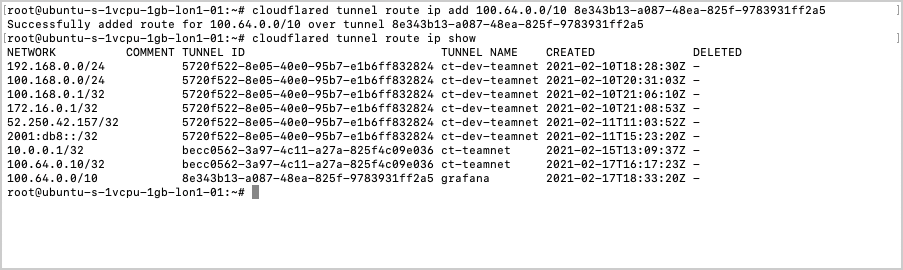 [root@ubuntu-s-1vcpu-1gb-lon1-01:~# cloudflared tunnel route ip add 100.64.0.0/10 8e343b13-a087-48ea-825f-9783931ff2a5 ]
Successfully added route for 100.64.0.0/10 over tunnel 8e343b13-a087-48ea-825f-9783931ff2a5
[root@ubuntu-s-1vcpu-1gb-lon1-01:~# cloudflared tunnel route ip show ]
NETWORK COMMENT TUNNEL ID TUNNEL NAME CREATED DELETED
192.168.0.0/24 5720f522-8e05-40e0-95b7-e1b6ff832824 ct-dev-teamnet 2021-02-10T18:28:30Z -
100.168.0.0/24 5720f522-8e05-40e0-95b7-e1b6ff832824 ct-dev-teamnet 2021-02-10T20:31:03Z -
100.168.0.1/32 5720f522-8e05-40e0-95b7-e1b6ff832824 ct-dev-teamnet 2021-02-10T21:06:10Z -
172.16.0.1/32 5720f522-8e05-40e0-95b7-e1b6ff832824 ct-dev-teamnet 2021-02-10T21:08:53Z -
52.250.42.157/32 5720f522-8e05-40e0-95b7-e1b6ff832824 ct-dev-teamnet 2021-02-11T11:03:52Z -
2001:db8::/32 5720f522-8e05-40e0-95b7-e1b6ff832824 ct-dev-teamnet 2021-02-11T15:23:20Z -
10.0.0.1/32 becc0562-3a97-4c11-a27a-825f4c09e036 ct-teamnet 2021-02-15T13:09:37Z -
100.64.0.10/32 becc0562-3a97-4c11-a27a-825f4c09e036 ct-teamnet 2021-02-17T16:17:23Z -
100.64.0.0/10 8e343b13-a087-48ea-825f-9783931ff2a5 grafana 2021-02-17T18:33:20Z -
root@ubuntu-s-1vcpu-1gb-lon1-01:~#